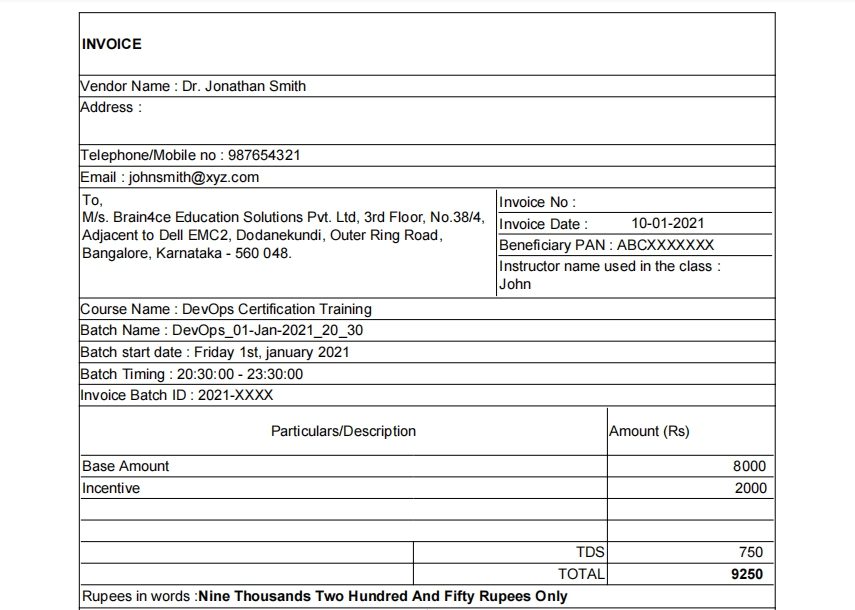 INVOICE
Vendor Name : Dr. Jonathan Smith
Address :
Telephone/Mobile no : 987654321
Email : johnsmith@xyz.com
To,
M/s. Brain4ce Education Solutions Pvt. Ltd, 3rd Floor, No.38/4,
Adjacent to Dell EMC2, Dodanekundi, Outer Ring Road,
Bangalore, Karnataka - 560 048.
Invoice No :
Invoice Date : 10-01-2021
Beneficiary PAN : ABCXXXXXXX
Instructor name used in the class :
John
Course Name : DevOps Certification Training
Batch Name : DevOps_01-Jan-2021_20_30
Batch start date : Friday 1st, january 2021
Batch Timing : 20:30:00 - 23:30:00
Invoice Batch ID : 2021-XXXX
Particulars/Description Amount (Rs)
Base Amount 8000
Incentive 2000
TDS 750
TOTAL 9250
Rupees in words :Nine Thousands Two Hundred And Fifty Rupees Only